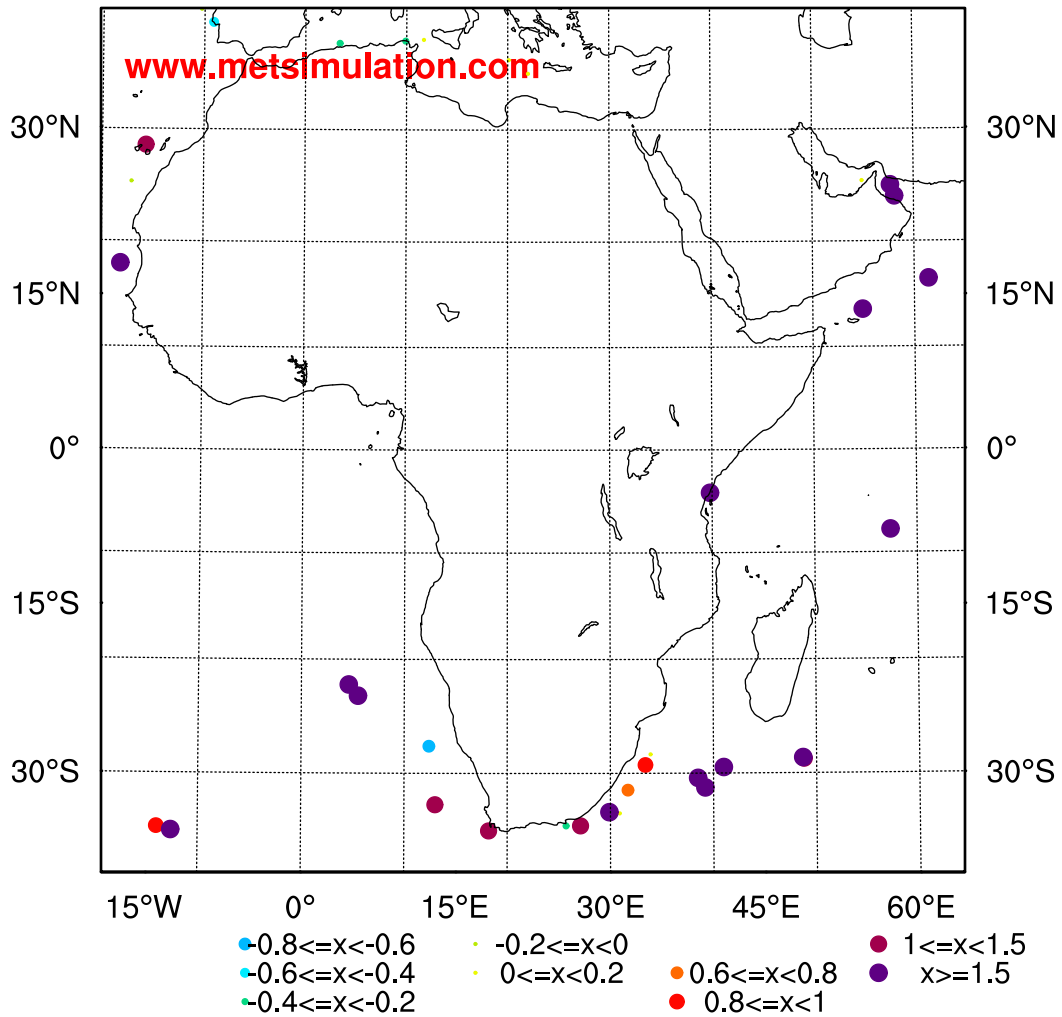 www.metsimulation.com
30°N 30°N
15°N 15°N
0° 0°
15°S 15°S
30°S 30°S
15°W 0° 15°E 30°E 45°E 60°E
-0.8<=x<-0.6 -0.2<=x<0 1<=x<1.5
-0.6<=x<-0.4 0<=x<0.2 0.6<=x<0.8 x>=1.5
-0.4<=x<-0.2 0.8<=x<1